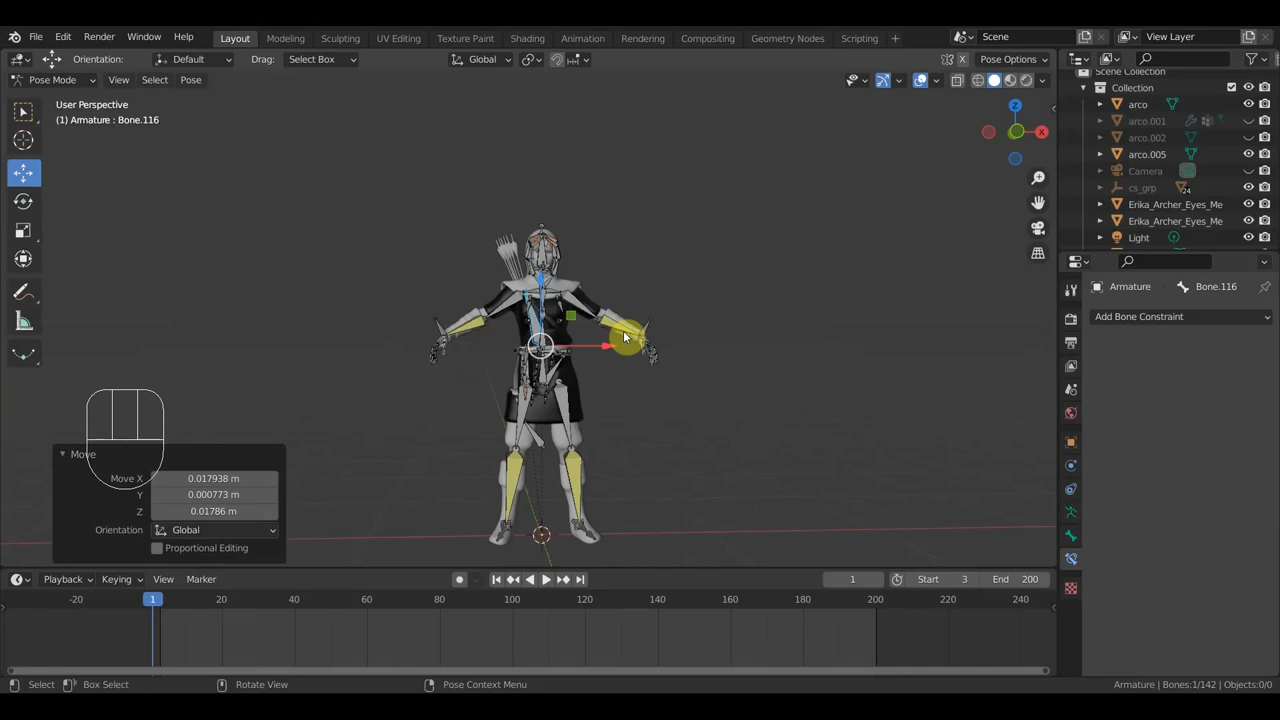 File Edit Render Window Help Layout Modeling Sculpting UV Editing Texture Paint Shading Animation Rendering Compositing Geometry Nodes Scripting + Scene View Layer
Orientation: Default Drag: Select Box Global X Pose Options
Pose Mode View Select Pose
Scene Collection
Collection
arco
arco.001
arco.002
arco.005
Camera
cs_grp 24
Erika_Archer_Eyes_Me
Erika_Archer_Eyes_Me
Light
User Perspective
(1) Armature : Bone.116
Z
X
Armature Bone.116
Add Bone Constraint
Move
Move X 0.017938 m
Y 0.000773 m
Z 0.01786 m
Orientation Global
Proportional Editing
Playback Keying View Marker 1 Start 3 End 200
-20 1 20 40 60 80 100 120 140 160 180 200 220 240
Select Box Select Rotate View Pose Context Menu Armature | Bones:1/142 | Objects:0/0